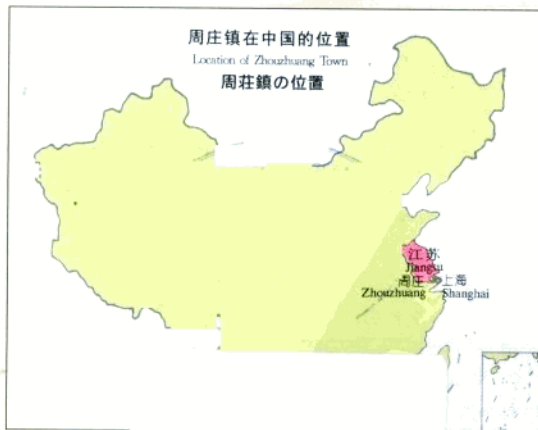 周庄镇在中国的位置
Location of Zhouzhuang Town
周荘鎮の位置
江苏
Jiangsu
周庄
Zhouzhuang
上海
Shanghai